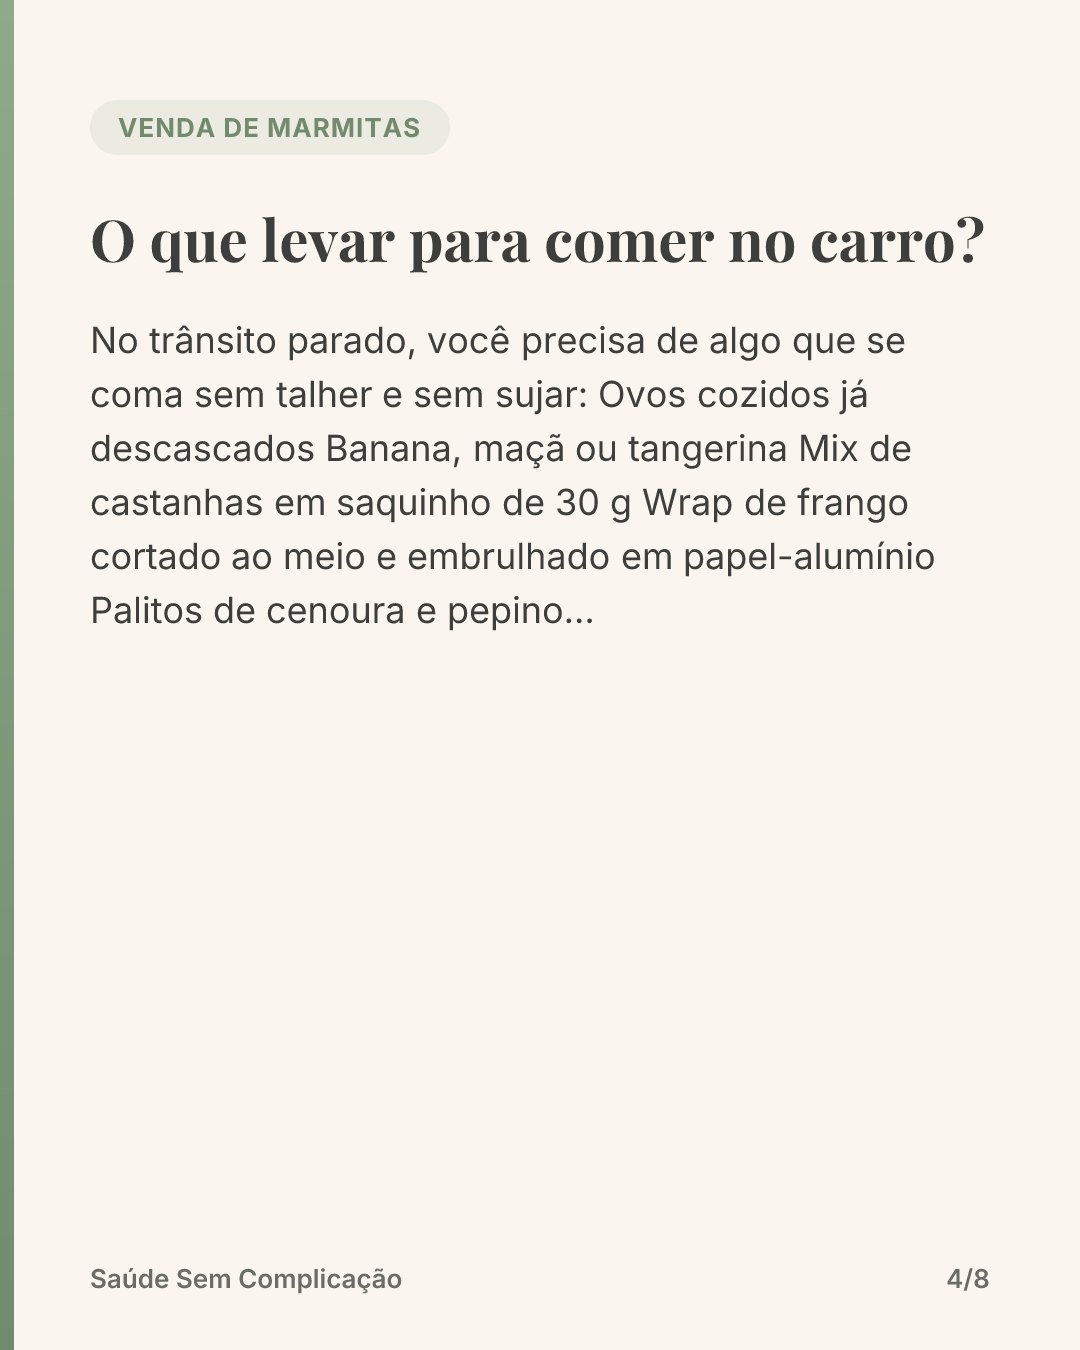 VENDA DE MARMITAS
O que levar para comer no carro?
No trânsito parado, você precisa de algo que se
coma sem talher e sem sujar: Ovos cozidos já
descascados Banana, maçã ou tangerina Mix de
castanhas em saquinho de 30 g Wrap de frango
cortado ao meio e embrulhado em papel-alumínio
Palitos de cenoura e pepino...
Saúde Sem Complicação
4/8